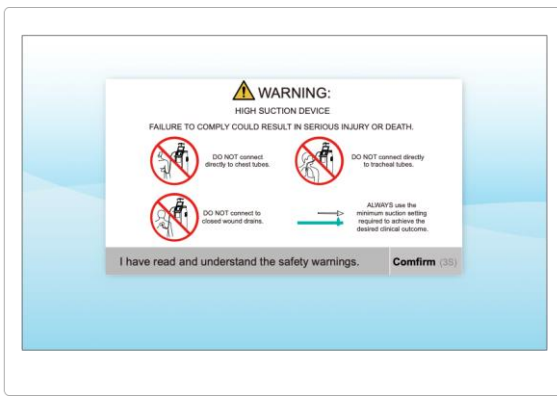 WARNING:
HIGH SUCTION DEVICE
FAILURE TO COMPLY COULD RESULT IN SERIOUS INJURY OR DEATH.
DO NOT connect
directly to chest tubes.
DO NOT connect directly
to tracheal tubes.
DO NOT connect to
closed wound drains.
ALWAYS use the
minimum suction setting
required to achieve the
desired clinical outcome.
I have read and understand the safety warnings.
Comfirm (3S)